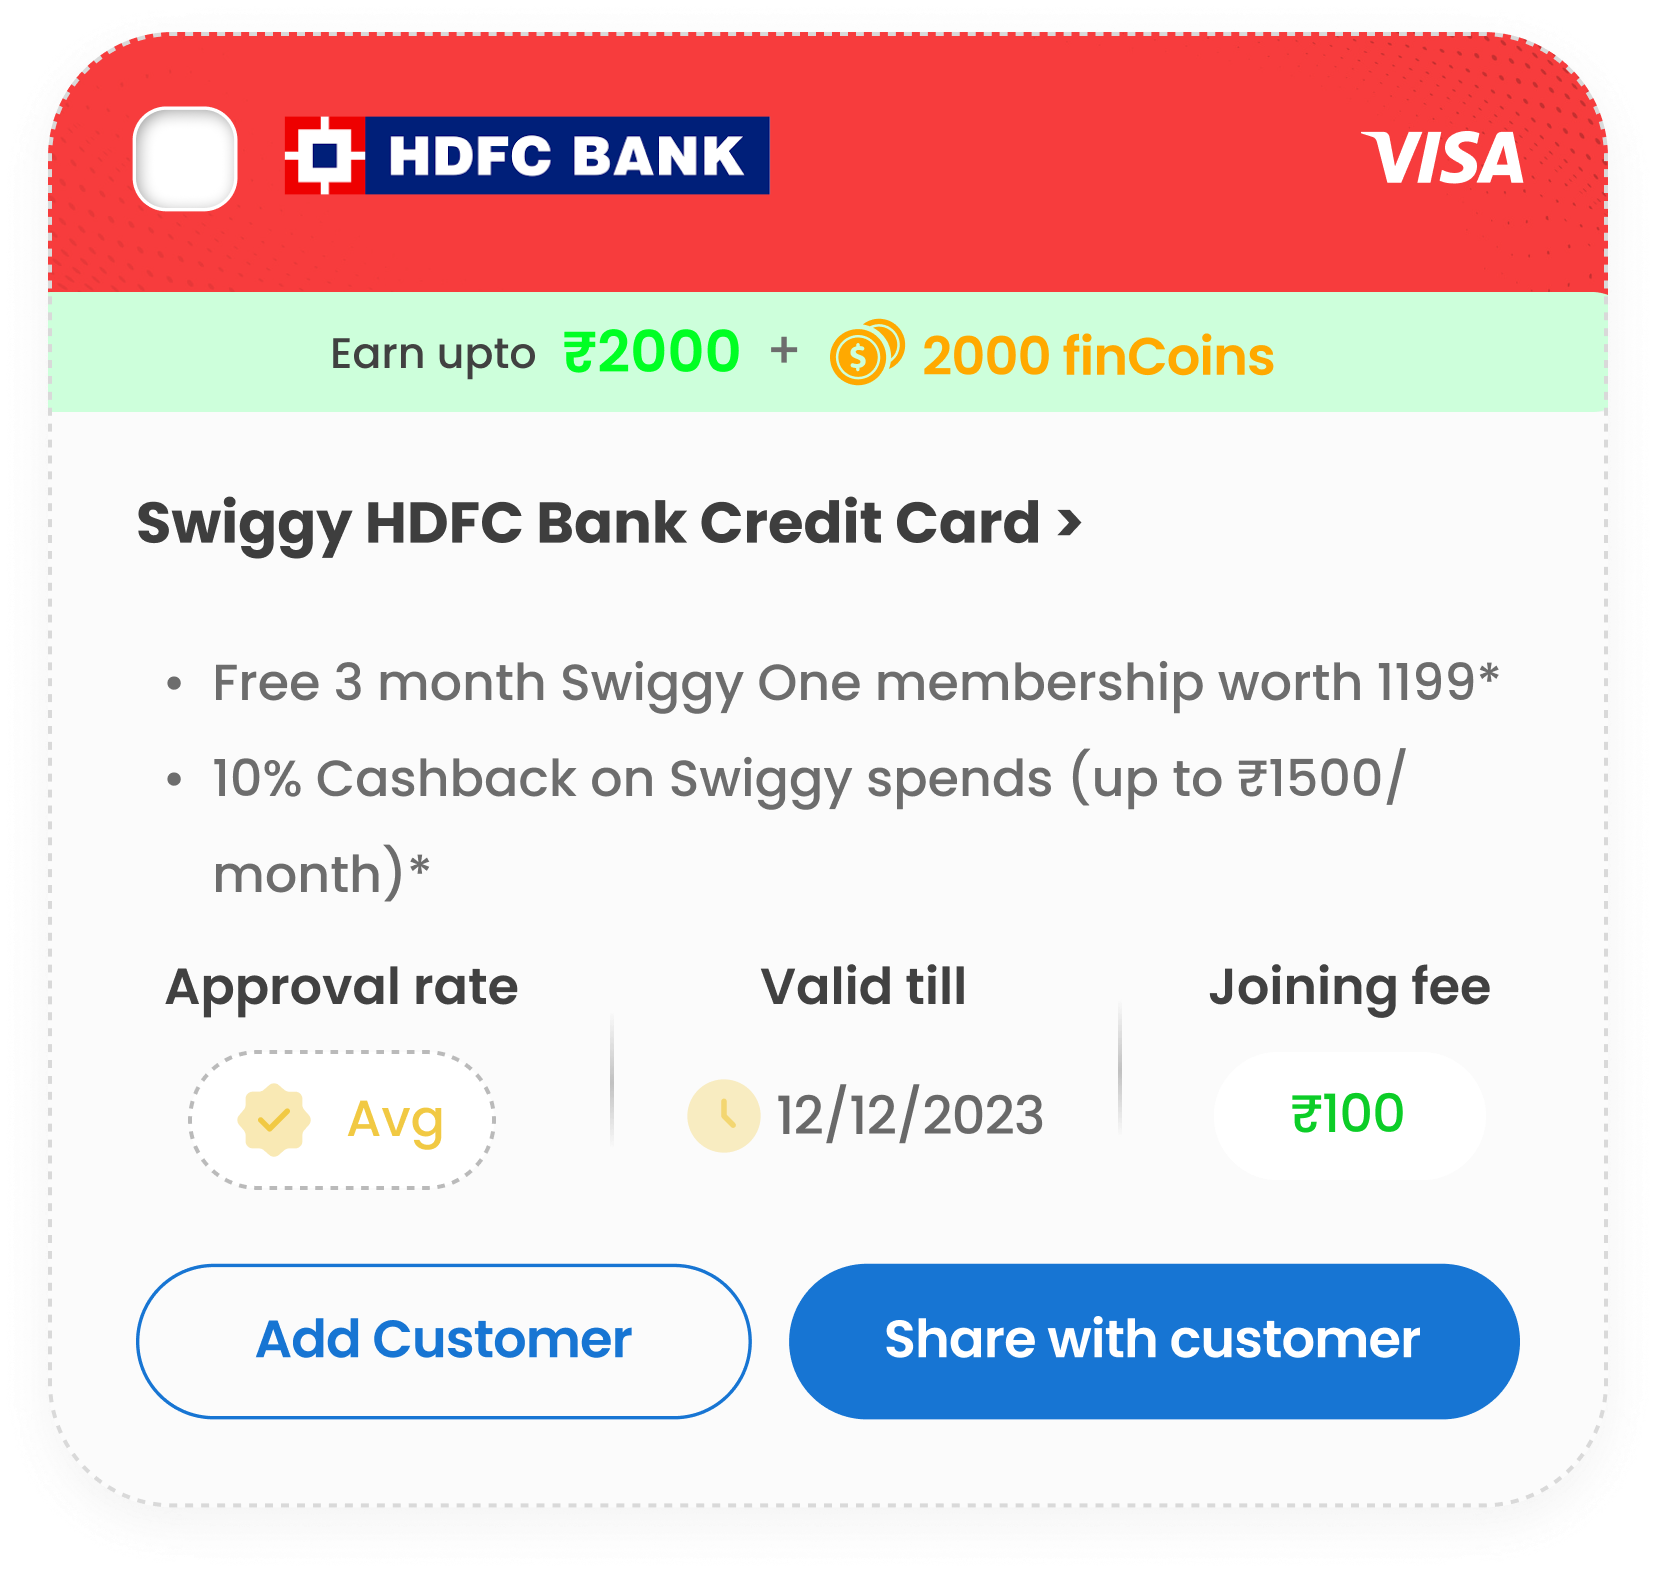 HDFC BANK
VISA
Earn upto ₹2000 + 2000 finCoins
Swiggy HDFC Bank Credit Card >
• Free 3 month Swiggy One membership worth 1199*
• 10% Cashback on Swiggy spends (up to ₹1500/
month)*
Approval rate
Valid till
Joining fee
Avg
12/12/2023
₹100
Add Customer
Share with customer